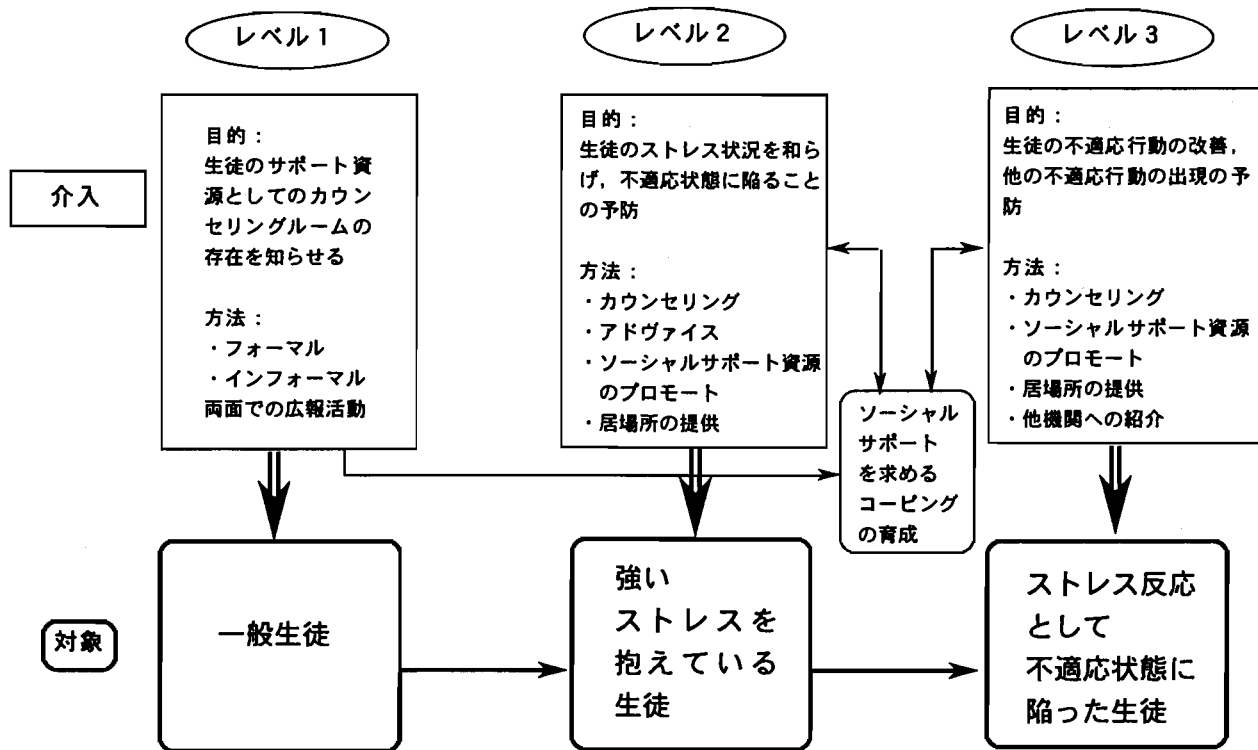 レベル1
レベル2
レベル3
介入
目的：
生徒のサポート資
源としてのカウン
セリングルームの
存在を知らせる
方法：
・フォーマル
・インフォーマル
両面での広報活動
目的：
生徒のストレス状況を和ら
げ，不適応状態に陥ること
の予防
方法：
・カウンセリング
・アドヴァイス
・ソーシャルサポート資源
のプロモート
・居場所の提供
目的：
生徒の不適応行動の改善，
他の不適応行動の出現の予
防
方法：
・カウンセリング
・ソーシャルサポート資源
のプロモート
・居場所の提供
・他機関への紹介
ソーシャル
サポート
を求める
コーピング
の育成
対象
一般生徒
強い
ストレスを
抱えている
生徒
ストレス反応
として
不適応状態に
陥った生徒